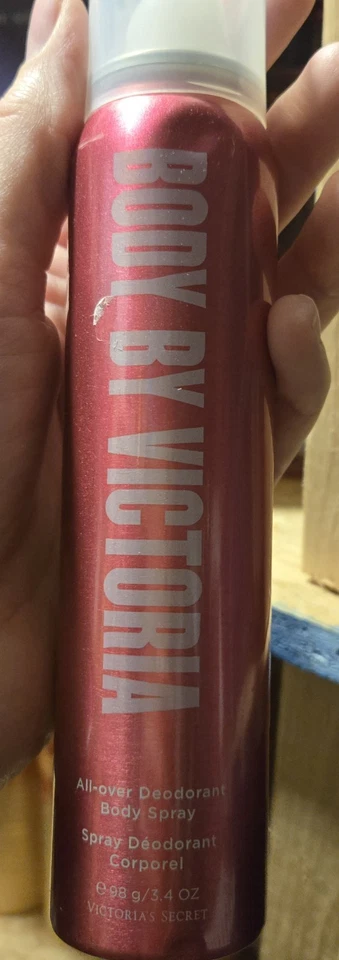 BODY BY VICTORIA
All-over Deodorant
Body Spray
Spray Déodorant
Corporel
℮ 98 g/3.4 OZ
VICTORIA'S SECRET